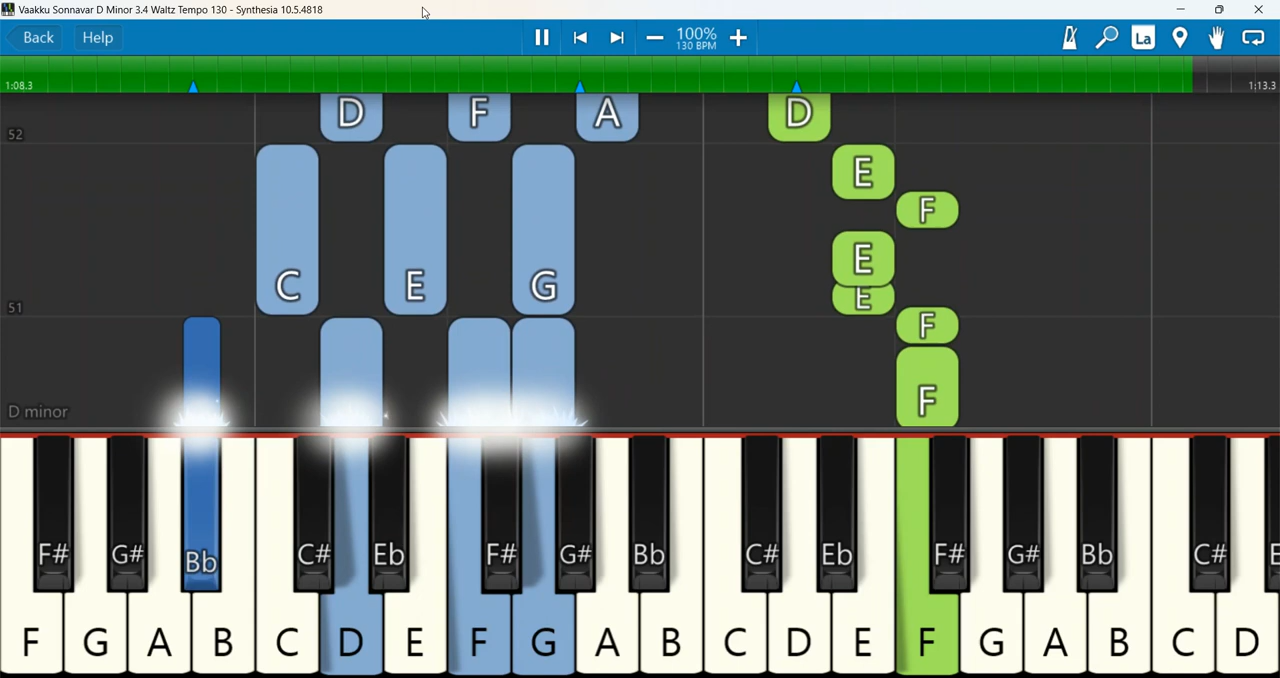 Vaakku Sonnavar D Minor 3.4 Waltz Tempo 130 - Synthesia 10.5.4818
Back Help 100% La
130 BPM
1:08.3 1:13.3
D F A D
52
C E G E
F
E
E
51
F
F
D minor
F# G# Bb C# Eb F# G# Bb C# Eb F# G# Bb C# E
F G A B C D E F G A B C D E F G A B C D